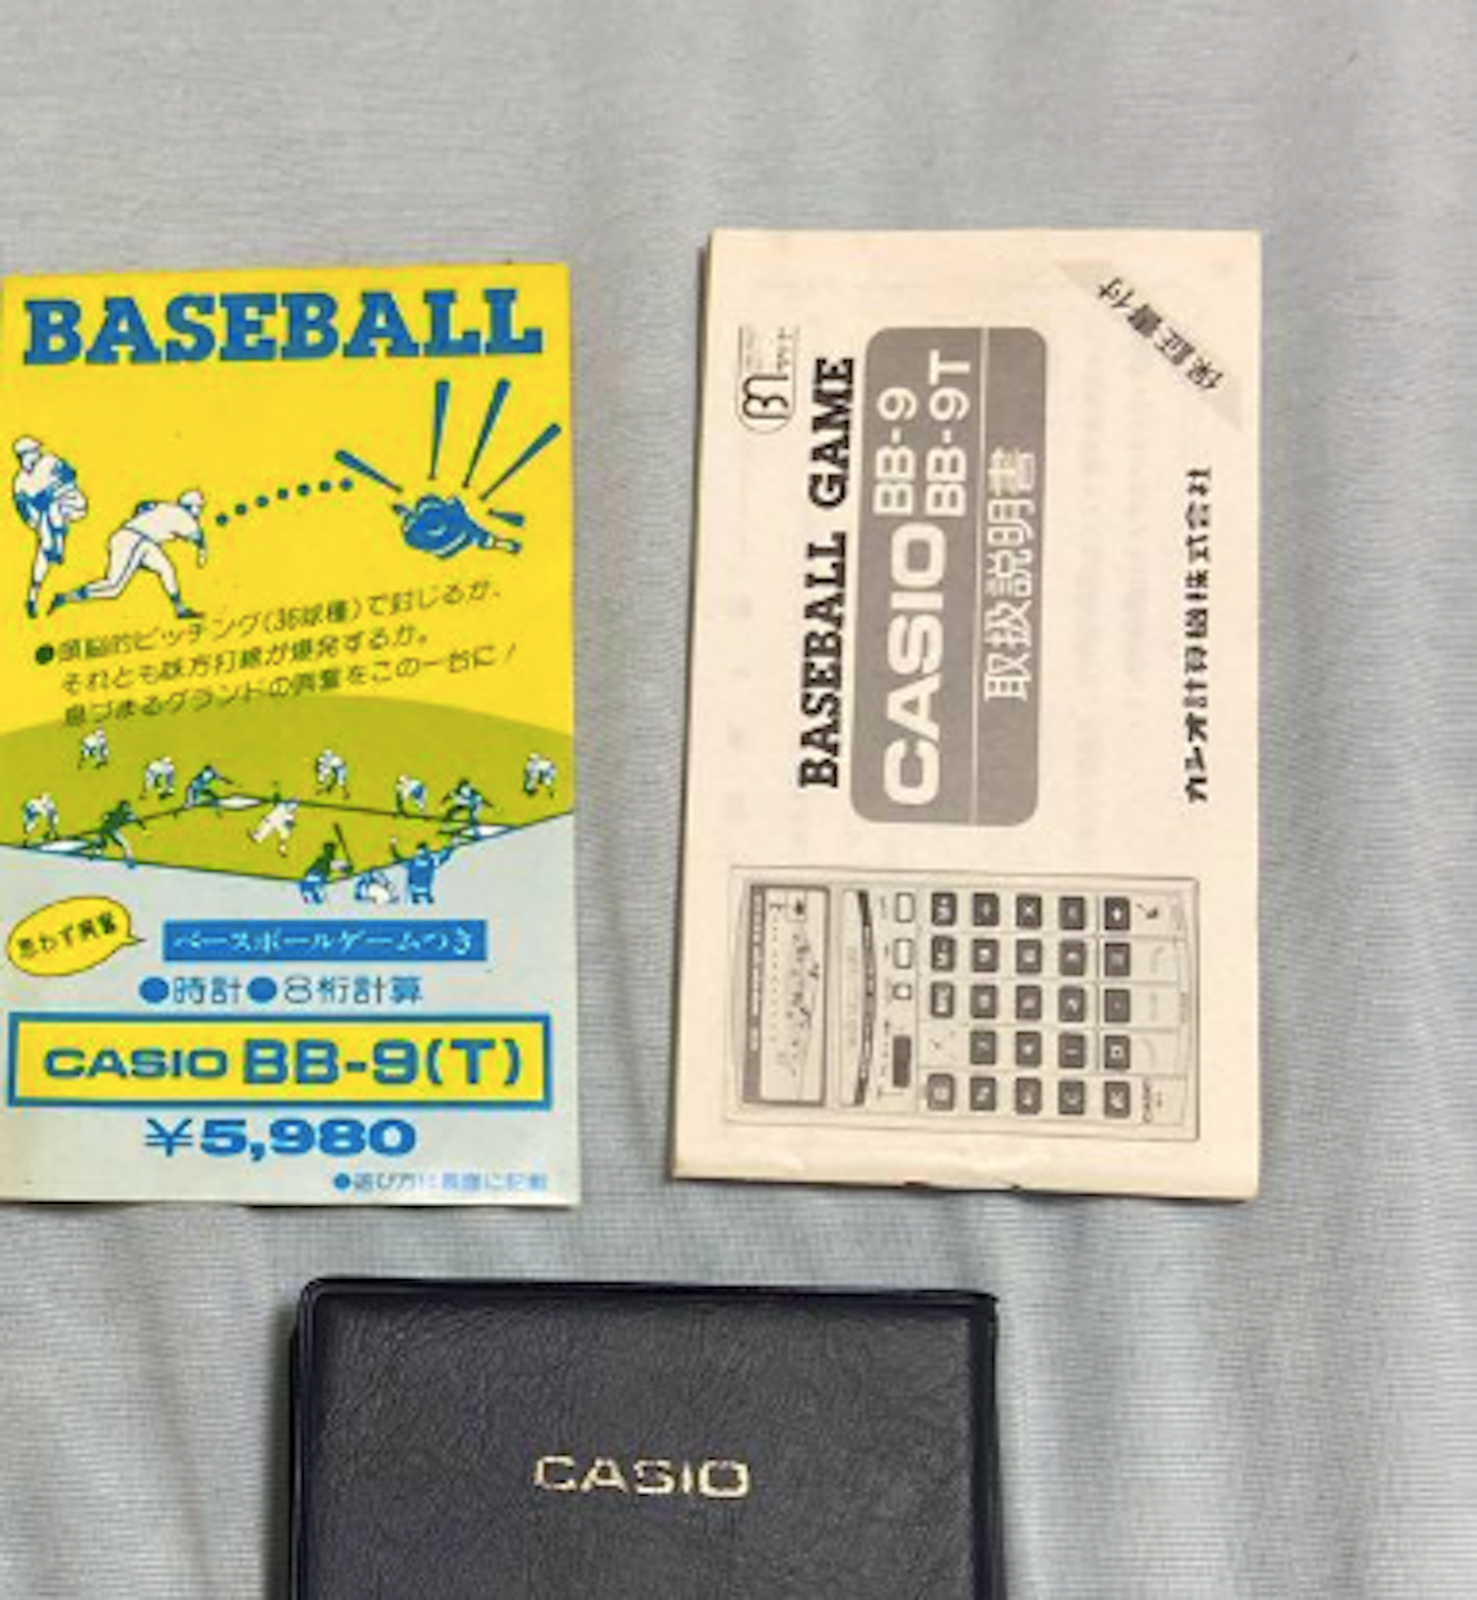 BASEBALL
●頭脳的ピッチング(36球種)で封じるか、
それとも味方打線が爆発するか。
息づまるグランドの興奮をこの一台に!
思わず興奮
ベースボールゲームつき
●時計●8桁計算
CASIO BB-9(T)
¥5,980
●遊び方は裏面に記載
保証書付
BASEBALL GAME
CASIO BB-9
BB-9T
取扱説明書
カシオ計算機株式会社
CASIO